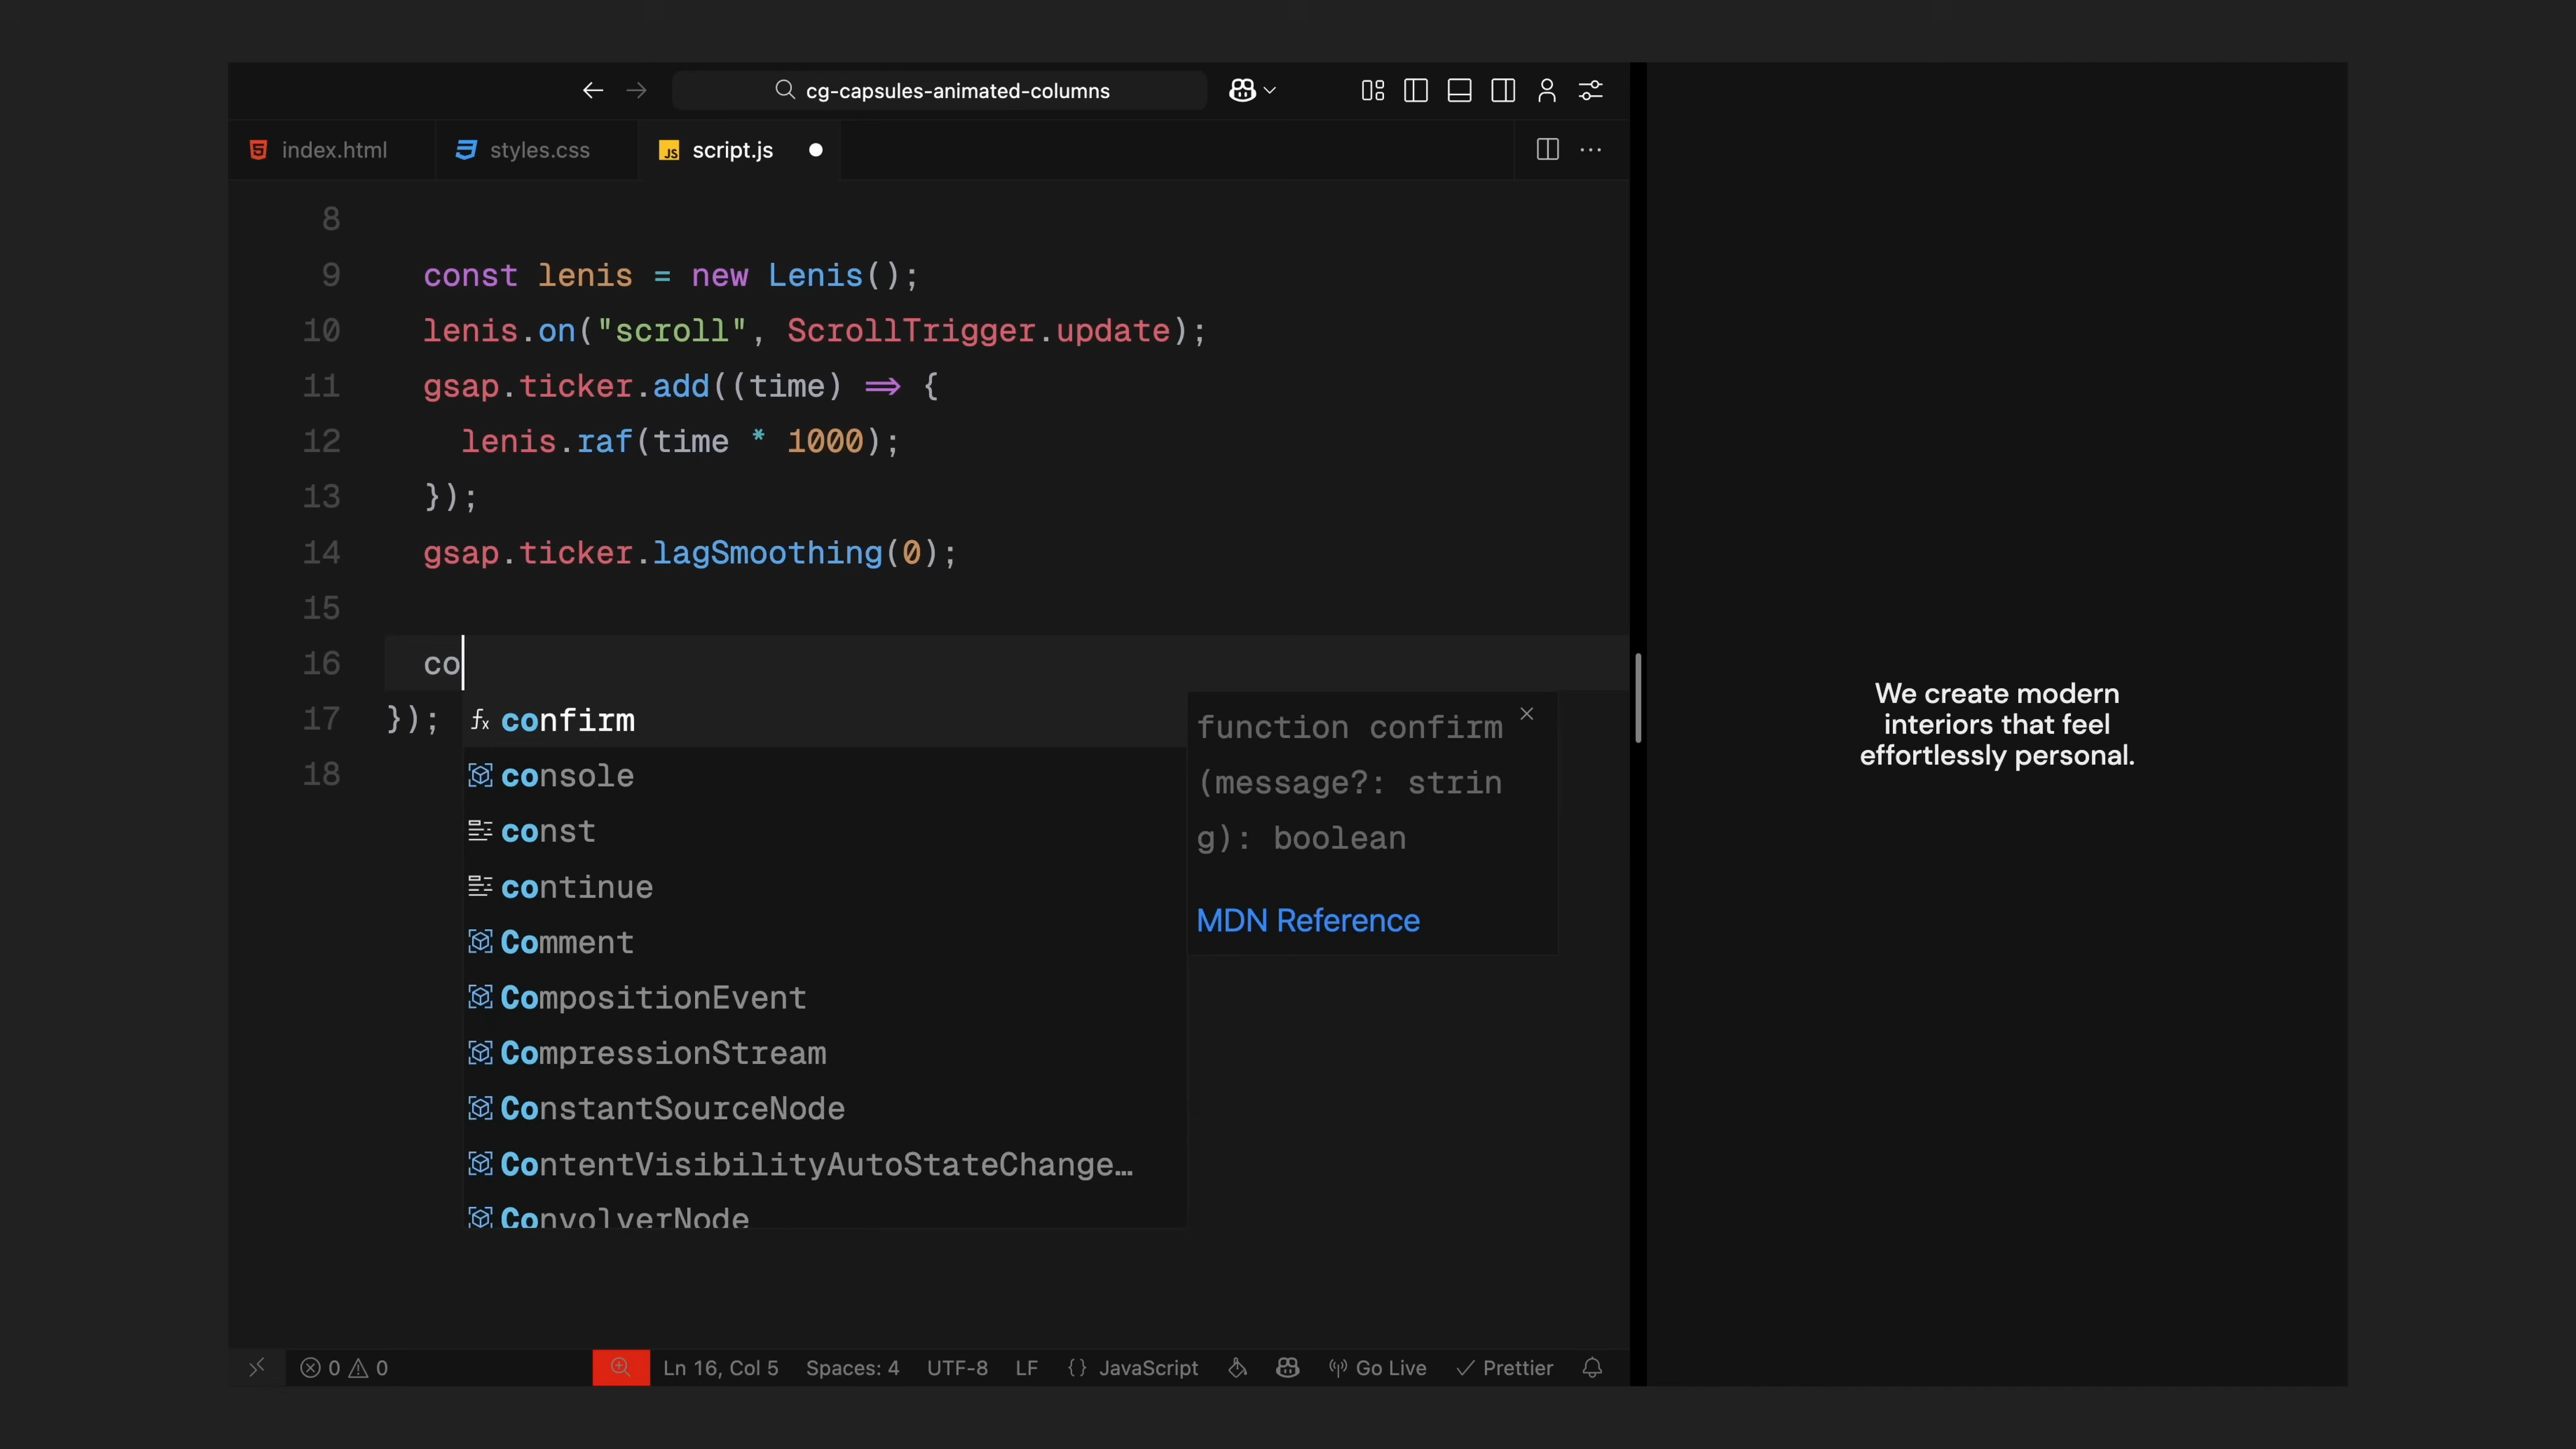 cg-capsules-animated-columns
index.html
styles.css
JS script.js
8
9 const lenis = new Lenis();
10 lenis.on("scroll", ScrollTrigger.update);
11 gsap.ticker.add((time) => {
12 lenis.raf(time * 1000);
13 });
14 gsap.ticker.lagSmoothing(0);
15
16 co
17 });
18
confirm
console
const
continue
Comment
CompositionEvent
CompressionStream
ConstantSourceNode
ContentVisibilityAutoStateChange…
ConvolverNode
function confirm
(message?: strin
g): boolean
MDN Reference
We create modern
interiors that feel
effortlessly personal.
0 0
Ln 16, Col 5 Spaces: 4 UTF-8 LF {} JavaScript Go Live Prettier